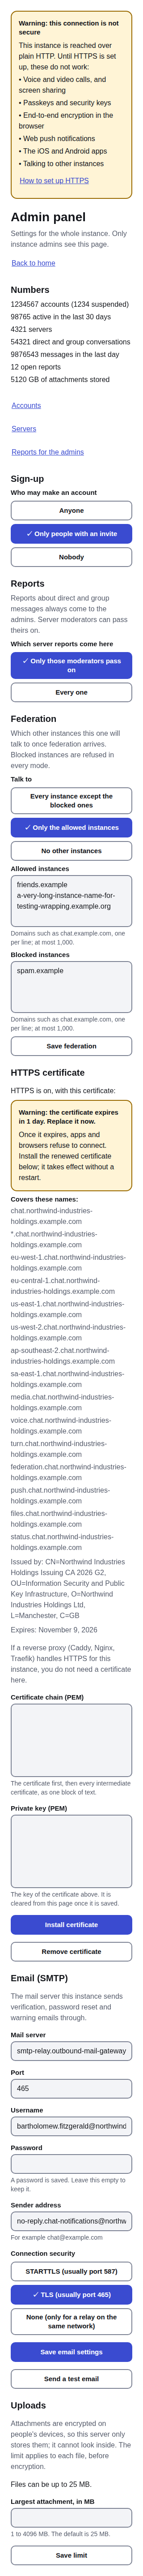 Warning: this connection is not
secure
This instance is reached over
plain HTTP. Until HTTPS is set
up, these do not work:
• Voice and video calls, and
screen sharing
• Passkeys and security keys
• End-to-end encryption in the
browser
• Web push notifications
• The iOS and Android apps
• Talking to other instances
How to set up HTTPS
Admin panel
Settings for the whole instance. Only
instance admins see this page.
Back to home
Numbers
1234567 accounts (1234 suspended)
98765 active in the last 30 days
4321 servers
54321 direct and group conversations
9876543 messages in the last day
12 open reports
5120 GB of attachments stored
Accounts
Servers
Reports for the admins
Sign-up
Who may make an account
Anyone
✓ Only people with an invite
Nobody
Reports
Reports about direct and group
messages always come to the
admins. Server moderators can pass
theirs on.
Which server reports come here
✓ Only those moderators pass
on
Every one
Federation
Which other instances this one will
talk to once federation arrives.
Blocked instances are refused in
every mode.
Talk to
Every instance except the
blocked ones
✓ Only the allowed instances
No other instances
Allowed instances
friends.example
a-very-long-instance-name-for-
testing-wrapping.example.org
Domains such as chat.example.com, one
per line; at most 1,000.
Blocked instances
spam.example
Domains such as chat.example.com, one
per line; at most 1,000.
Save federation
HTTPS certificate
HTTPS is on, with this certificate:
Warning: the certificate expires
in 1 day. Replace it now.
Once it expires, apps and
browsers refuse to connect.
Install the renewed certificate
below; it takes effect without a
restart.
Covers these names:
chat.northwind-industries-
holdings.example.com
*.chat.northwind-industries-
holdings.example.com
eu-west-1.chat.northwind-industries-
holdings.example.com
eu-central-1.chat.northwind-
industries-holdings.example.com
us-east-1.chat.northwind-industries-
holdings.example.com
us-west-2.chat.northwind-industries-
holdings.example.com
ap-southeast-2.chat.northwind-
industries-holdings.example.com
sa-east-1.chat.northwind-industries-
holdings.example.com
media.chat.northwind-industries-
holdings.example.com
voice.chat.northwind-industries-
holdings.example.com
turn.chat.northwind-industries-
holdings.example.com
federation.chat.northwind-industries-
holdings.example.com
push.chat.northwind-industries-
holdings.example.com
files.chat.northwind-industries-
holdings.example.com
status.chat.northwind-industries-
holdings.example.com
Issued by: CN=Northwind Industries
Holdings Issuing CA 2026 G2,
OU=Information Security and Public
Key Infrastructure, O=Northwind
Industries Holdings Ltd,
L=Manchester, C=GB
Expires: November 9, 2026
If a reverse proxy (Caddy, Nginx,
Traefik) handles HTTPS for this
instance, you do not need a certificate
here.
Certificate chain (PEM)
The certificate first, then every intermediate
certificate, as one block of text.
Private key (PEM)
The key of the certificate above. It is
cleared from this page once it is saved.
Install certificate
Remove certificate
Email (SMTP)
The mail server this instance sends
verification, password reset and
warning emails through.
Mail server
smtp-relay.outbound-mail-gateway
Port
465
Username
bartholomew.fitzgerald@northwind
Password
A password is saved. Leave this empty to
keep it.
Sender address
no-reply.chat-notifications@northw
For example chat@example.com
Connection security
STARTTLS (usually port 587)
✓ TLS (usually port 465)
None (only for a relay on the
same network)
Save email settings
Send a test email
Uploads
Attachments are encrypted on
people's devices, so this server only
stores them; it cannot look inside. The
limit applies to each file, before
encryption.
Files can be up to 25 MB.
Largest attachment, in MB
1 to 4096 MB. The default is 25 MB.
Save limit